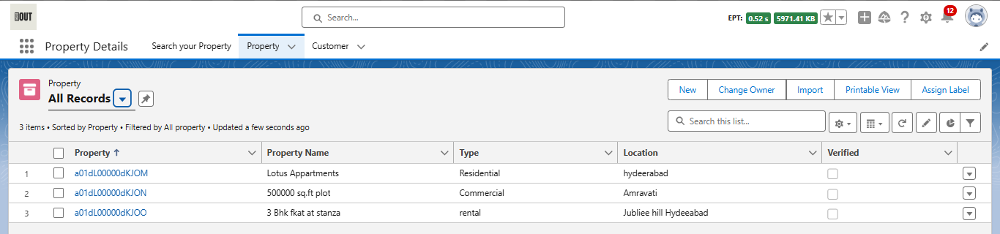 OUT
Search...
EPT: 0.52 s 5971.41 KB
12
Property Details
Search your Property
Property
Customer
Property
All Records
New
Change Owner
Import
Printable View
Assign Label
3 items • Sorted by Property • Filtered by All property • Updated a few seconds ago
Search this list...
Property ↑ Property Name Type Location Verified
1 a01dL00000dKJOM Lotus Appartments Residential hydeerabad
2 a01dL00000dKJON 500000 sq.ft plot Commercial Amravati
3 a01dL00000dKJOO 3 Bhk fkat at stanza rental Jubliee hill Hydeeabad